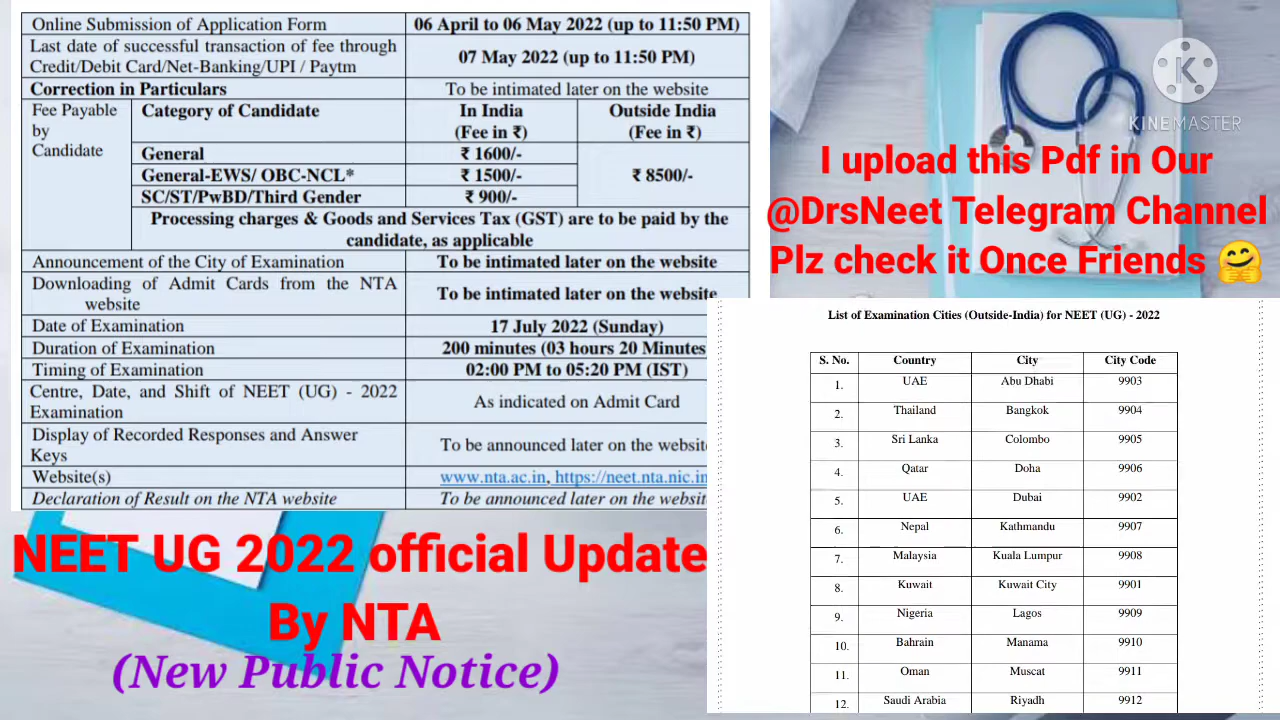 Online Submission of Application Form 06 April to 06 May 2022 (up to 11:50 PM)
Last date of successful transaction of fee through
Credit/Debit Card/Net-Banking/UPI / Paytm
07 May 2022 (up to 11:50 PM)
Correction in Particulars To be intimated later on the website
Fee Payable
by
Candidate
Category of Candidate
In India
(Fee in ₹)
Outside India
(Fee in ₹)
General ₹ 1600/-
General-EWS/ OBC-NCL* ₹ 1500/-
₹ 8500/-
SC/ST/PwBD/Third Gender ₹ 900/-
Processing charges & Goods and Services Tax (GST) are to be paid by the
candidate, as applicable
Announcement of the City of Examination To be intimated later on the website
Downloading of Admit Cards from the NTA
website
To be intimated later on the website
Date of Examination 17 July 2022 (Sunday)
Duration of Examination 200 minutes (03 hours 20 Minutes
Timing of Examination 02:00 PM to 05:20 PM (IST)
Centre, Date, and Shift of NEET (UG) - 2022
Examination
As indicated on Admit Card
Display of Recorded Responses and Answer
Keys
To be announced later on the websit
Website(s) www.nta.ac.in, https://neet.nta.nic.in
Declaration of Result on the NTA website To be announced later on the websit
KINEMASTER
I upload this Pdf in Our
@DrsNeet Telegram Channel
Plz check it Once Friends 🤗
List of Examination Cities (Outside-India) for NEET (UG) - 2022
S. No. Country City City Code
1. UAE Abu Dhabi 9903
2. Thailand Bangkok 9904
3. Sri Lanka Colombo 9905
4. Qatar Doha 9906
5. UAE Dubai 9902
6. Nepal Kathmandu 9907
7. Malaysia Kuala Lumpur 9908
8. Kuwait Kuwait City 9901
9. Nigeria Lagos 9909
10. Bahrain Manama 9910
11. Oman Muscat 9911
12. Saudi Arabia Riyadh 9912
NEET UG 2022 official Update
By NTA
(New Public Notice)